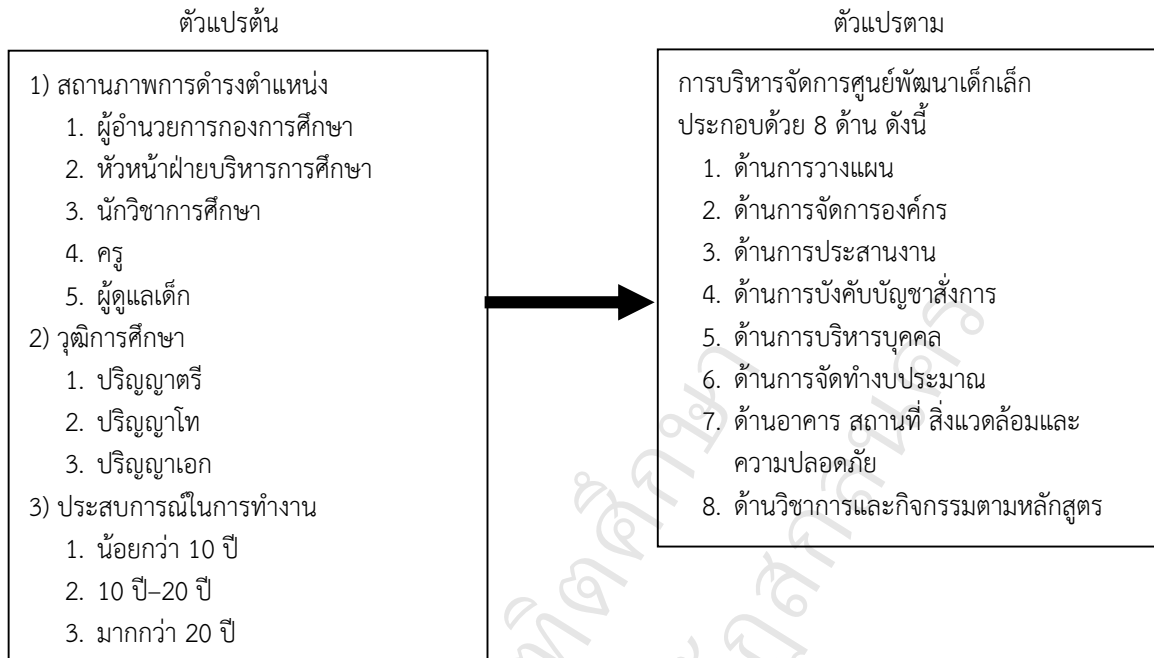 ตัวแปรต้น
1) สถานภาพการดำรงตำแหน่ง
1. ผู้อำนวยการกองการศึกษา
2. หัวหน้าฝ่ายบริหารการศึกษา
3. นักวิชาการศึกษา
4. ครู
5. ผู้ดูแลเด็ก
2) วุฒิการศึกษา
1. ปริญญาตรี
2. ปริญญาโท
3. ปริญญาเอก
3) ประสบการณ์ในการทำงาน
1. น้อยกว่า 10 ปี
2. 10 ปี–20 ปี
3. มากกว่า 20 ปี
ตัวแปรตาม
การบริหารจัดการศูนย์พัฒนาเด็กเล็ก
ประกอบด้วย 8 ด้าน ดังนี้
1. ด้านการวางแผน
2. ด้านการจัดการองค์กร
3. ด้านการประสานงาน
4. ด้านการบังคับบัญชาสั่งการ
5. ด้านการบริหารบุคคล
6. ด้านการจัดทำงบประมาณ
7. ด้านอาคาร สถานที่ สิ่งแวดล้อมและ
ความปลอดภัย
8. ด้านวิชาการและกิจกรรมตามหลักสูตร